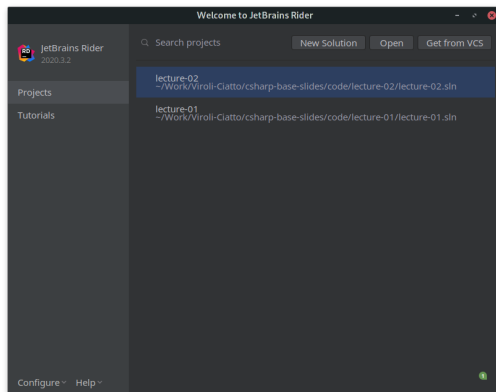 Welcome to JetBrains Rider
RD
JetBrains Rider
2020.3.2
Search projects
New Solution
Open
Get from VCS
Projects
Tutorials
lecture-02
~/Work/Viroli-Ciatto/csharp-base-slides/code/lecture-02/lecture-02.sln
lecture-01
~/Work/Viroli-Ciatto/csharp-base-slides/code/lecture-01/lecture-01.sln
Configure
Help
1